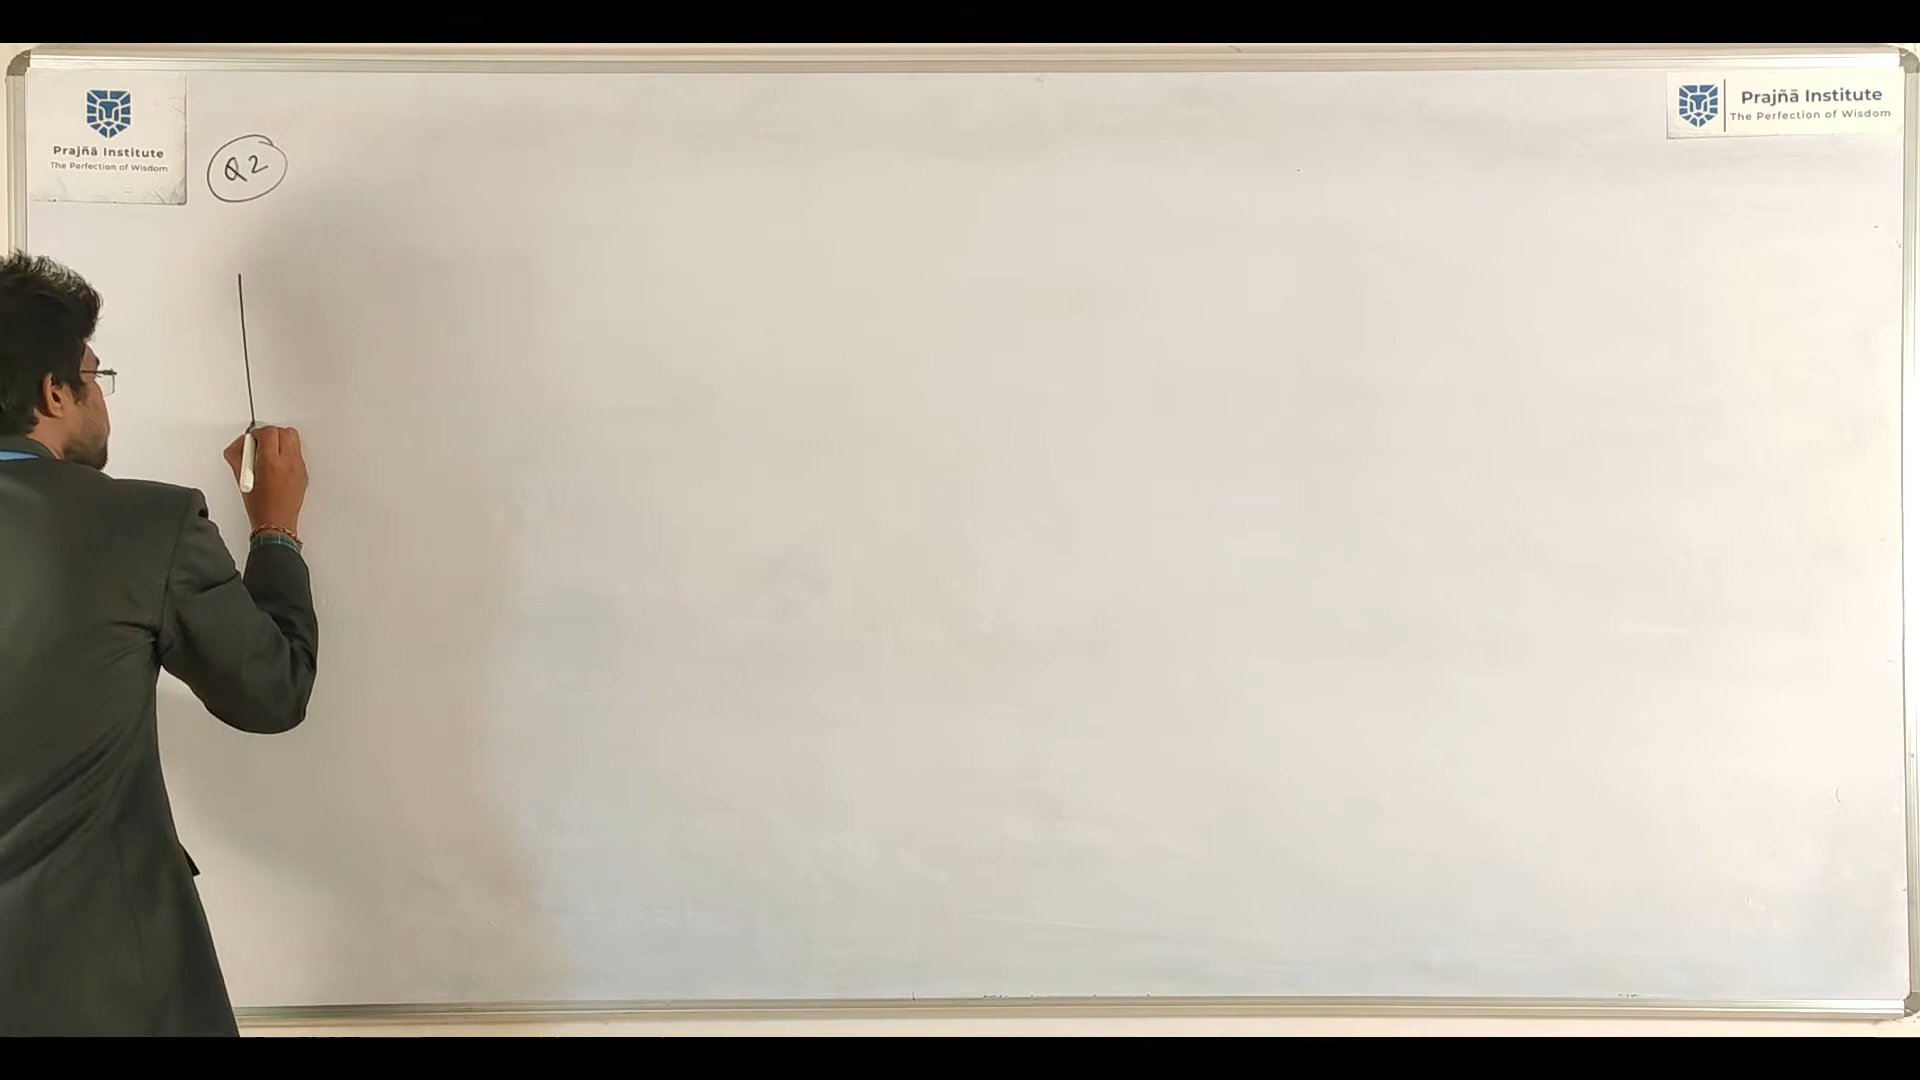 Prajñā Institute
The Perfection of Wisdom
Prajñā Institute
The Perfection of Wisdom
Q2